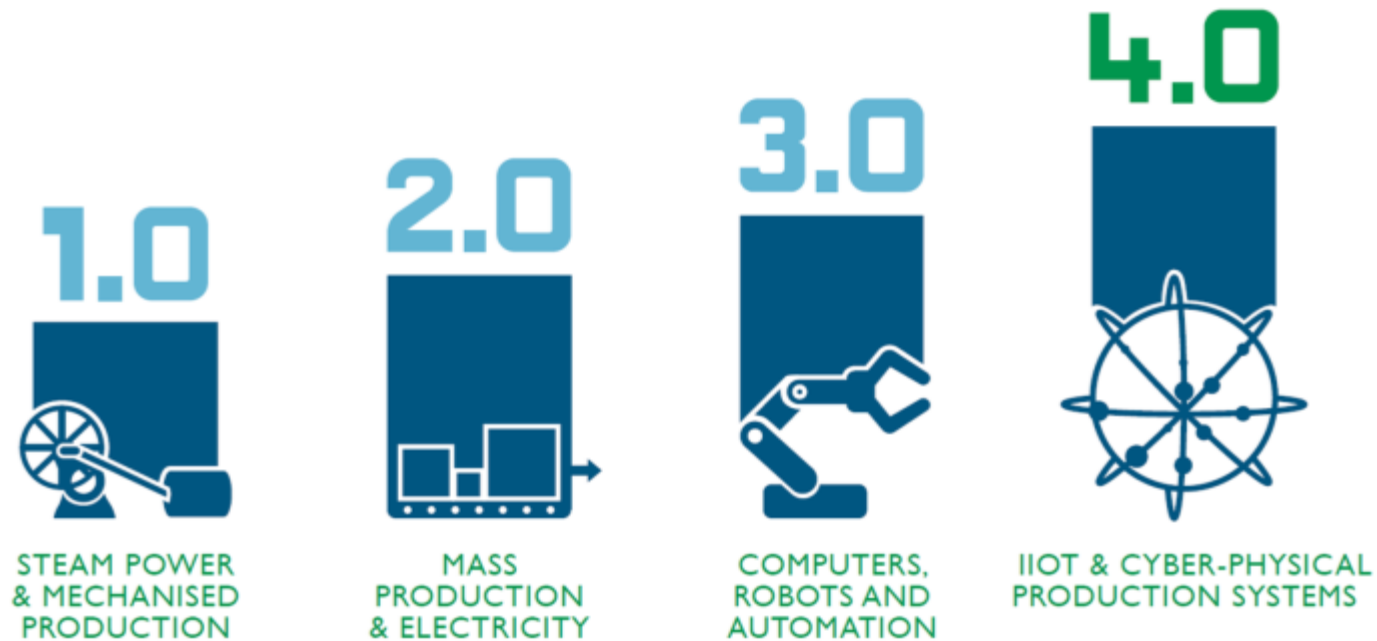 1.0
STEAM POWER
& MECHANISED
PRODUCTION
2.0
MASS
PRODUCTION
& ELECTRICITY
3.0
COMPUTERS,
ROBOTS AND
AUTOMATION
4.0
IIOT & CYBER-PHYSICAL
PRODUCTION SYSTEMS